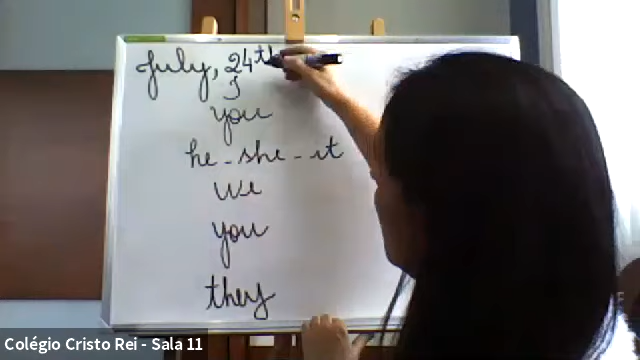 July, 24th
I
you
he - she - it
we
you
they
Colégio Cristo Rei - Sala 11